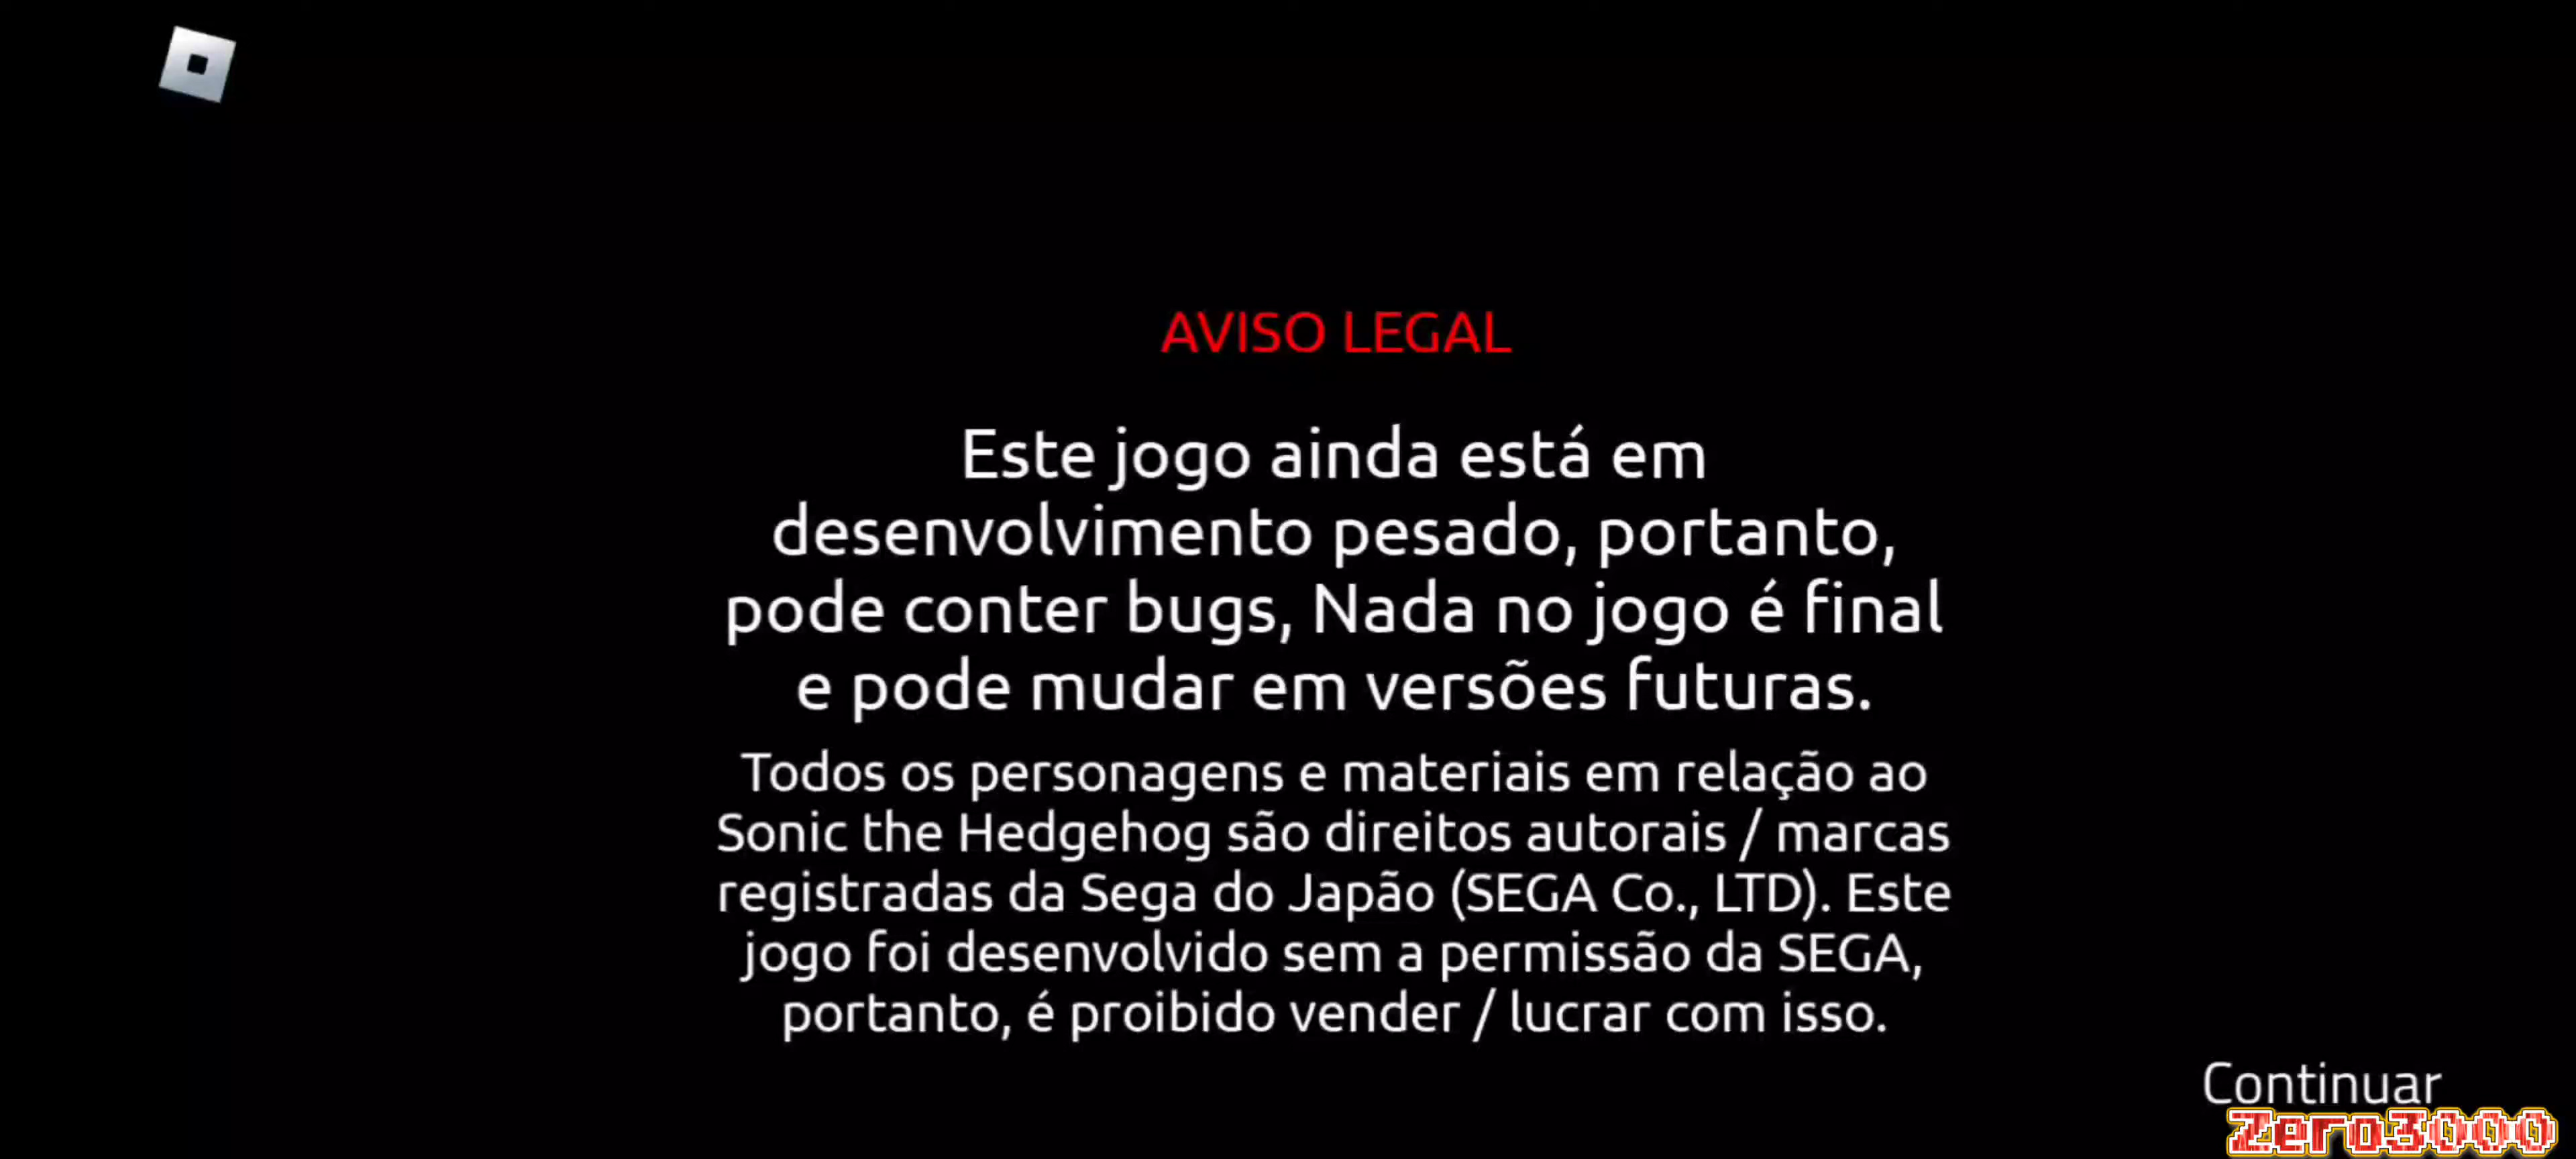 AVISO LEGAL
Este jogo ainda está em
desenvolvimento pesado, portanto,
pode conter bugs, Nada no jogo é final
e pode mudar em versões futuras.
Todos os personagens e materiais em relação ao
Sonic the Hedgehog são direitos autorais / marcas
registradas da Sega do Japão (SEGA Co., LTD). Este
jogo foi desenvolvido sem a permissão da SEGA,
portanto, é proibido vender / lucrar com isso.
Continuar
Zero3000